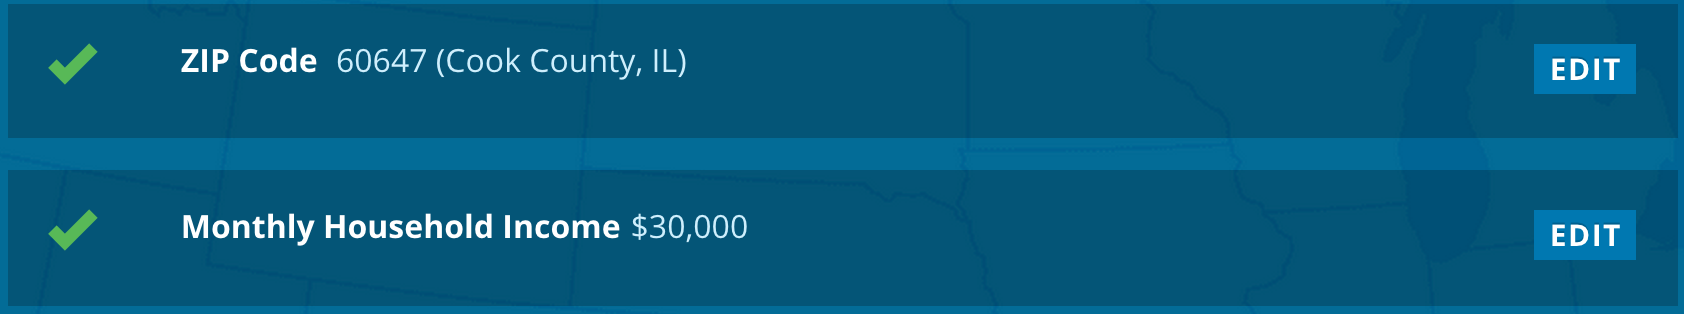 ZIP Code 60647 (Cook County, IL)
EDIT
Monthly Household Income $30,000
EDIT